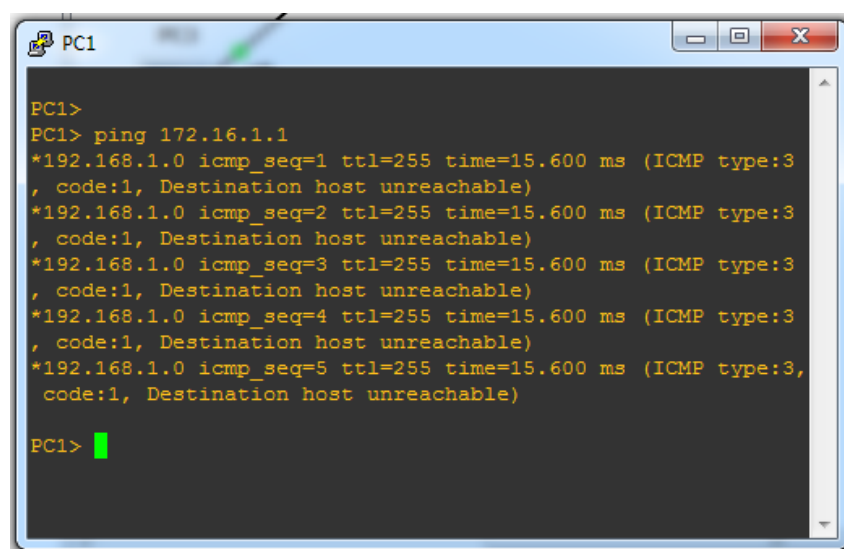 PC1
PC1>
PC1> ping 172.16.1.1
*192.168.1.0 icmp_seq=1 ttl=255 time=15.600 ms (ICMP type:3
, code:1, Destination host unreachable)
*192.168.1.0 icmp_seq=2 ttl=255 time=15.600 ms (ICMP type:3
, code:1, Destination host unreachable)
*192.168.1.0 icmp_seq=3 ttl=255 time=15.600 ms (ICMP type:3
, code:1, Destination host unreachable)
*192.168.1.0 icmp_seq=4 ttl=255 time=15.600 ms (ICMP type:3
, code:1, Destination host unreachable)
*192.168.1.0 icmp_seq=5 ttl=255 time=15.600 ms (ICMP type:3,
code:1, Destination host unreachable)
PC1>